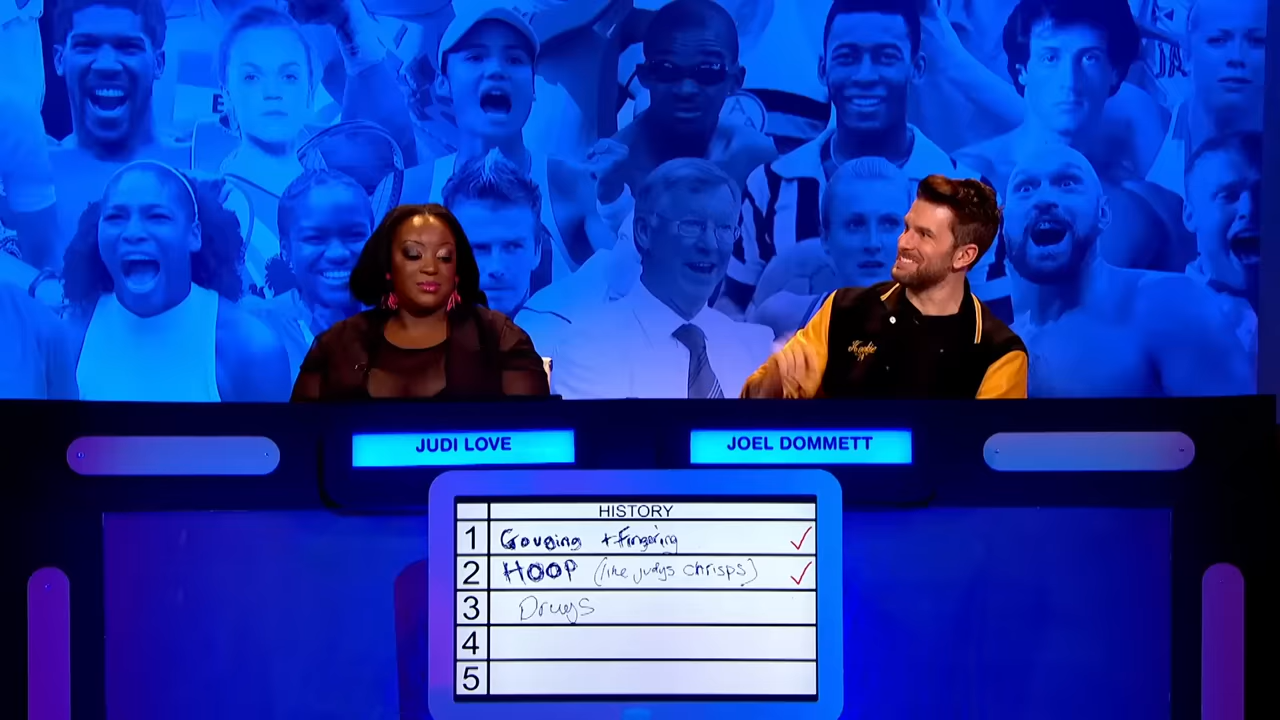 JUDI LOVE
JOEL DOMMETT
HISTORY
1 Gouging + Fingering
2 HOOP (like judys chrisps)
3 Drugs
4
5